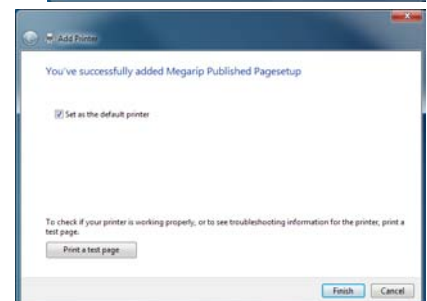 Add Printer
You've successfully added Megarip Published Pagesetup
Set as the default printer
To check if your printer is working properly, or to see troubleshooting information for the printer, print a
test page.
Print a test page
Finish Cancel